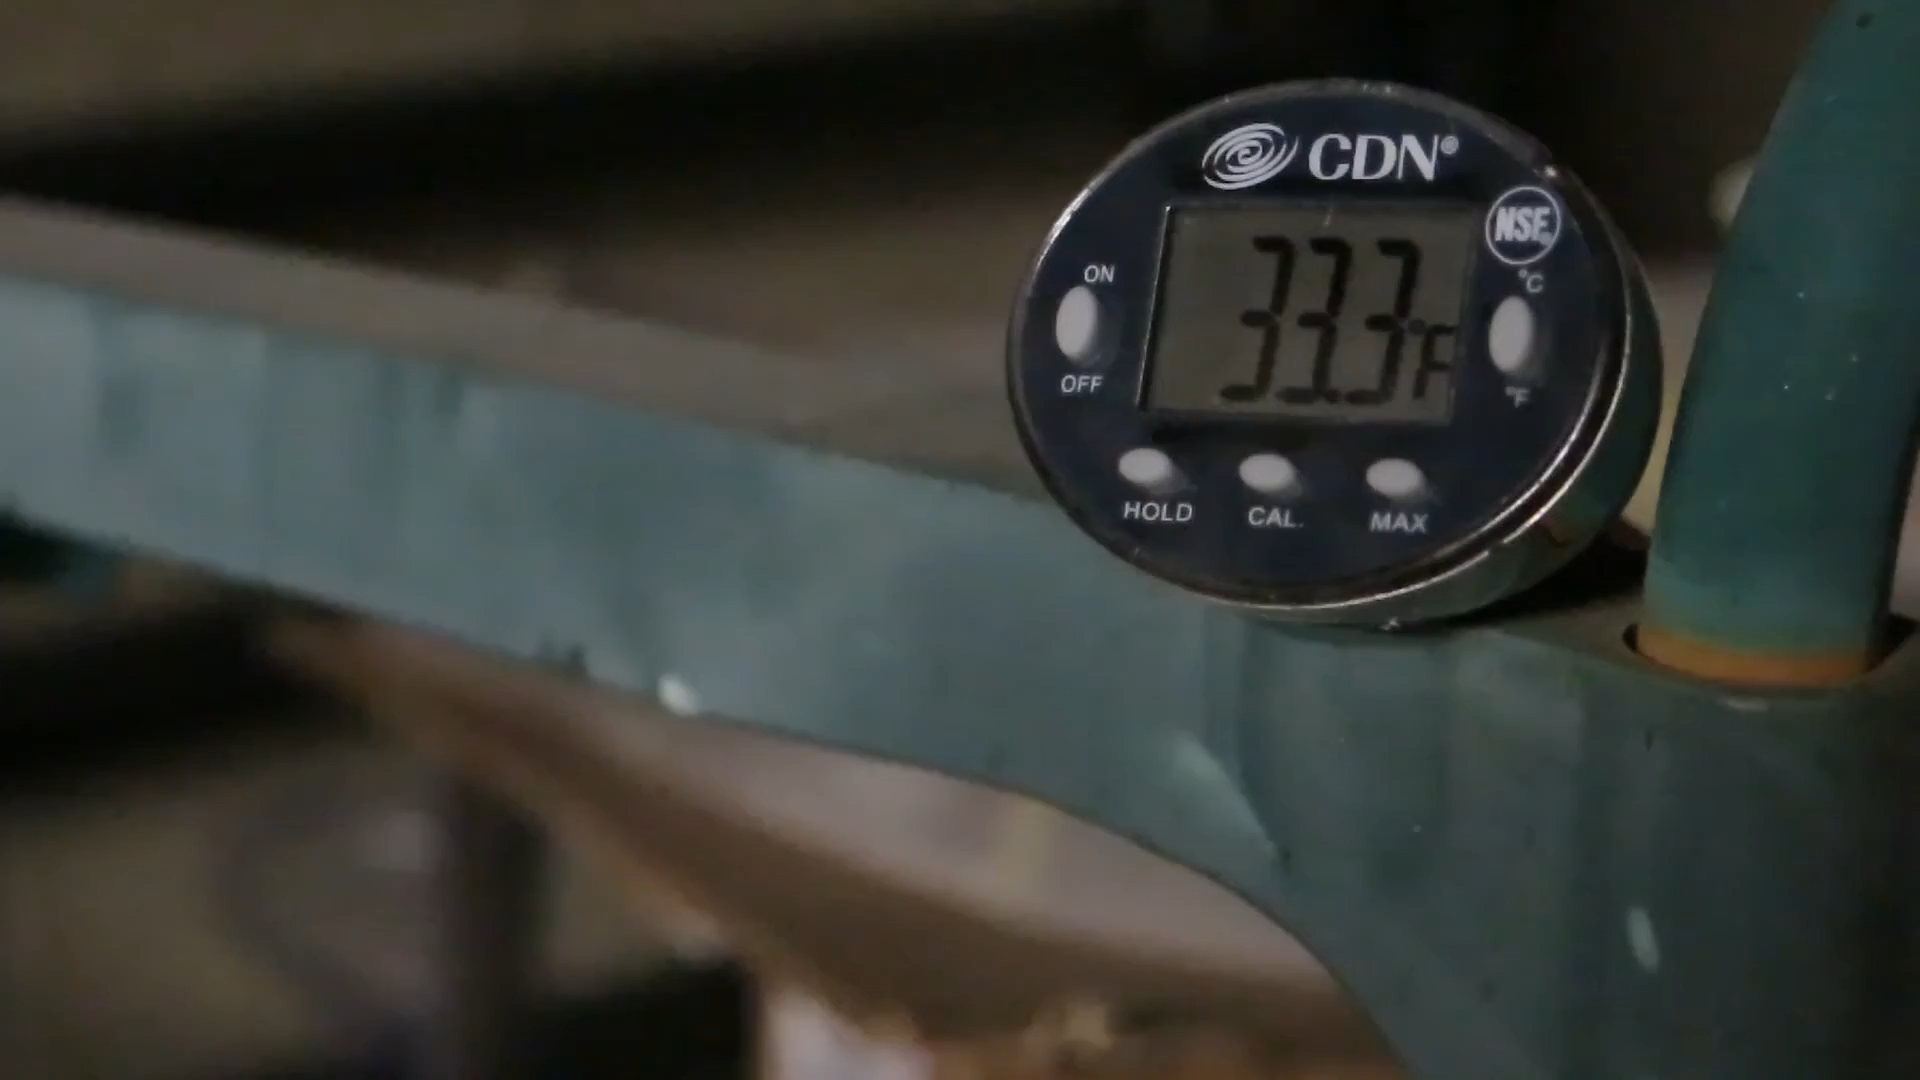 CDN®
NSF
ON
°C
33.3°F
OFF
°F
HOLD
CAL.
MAX